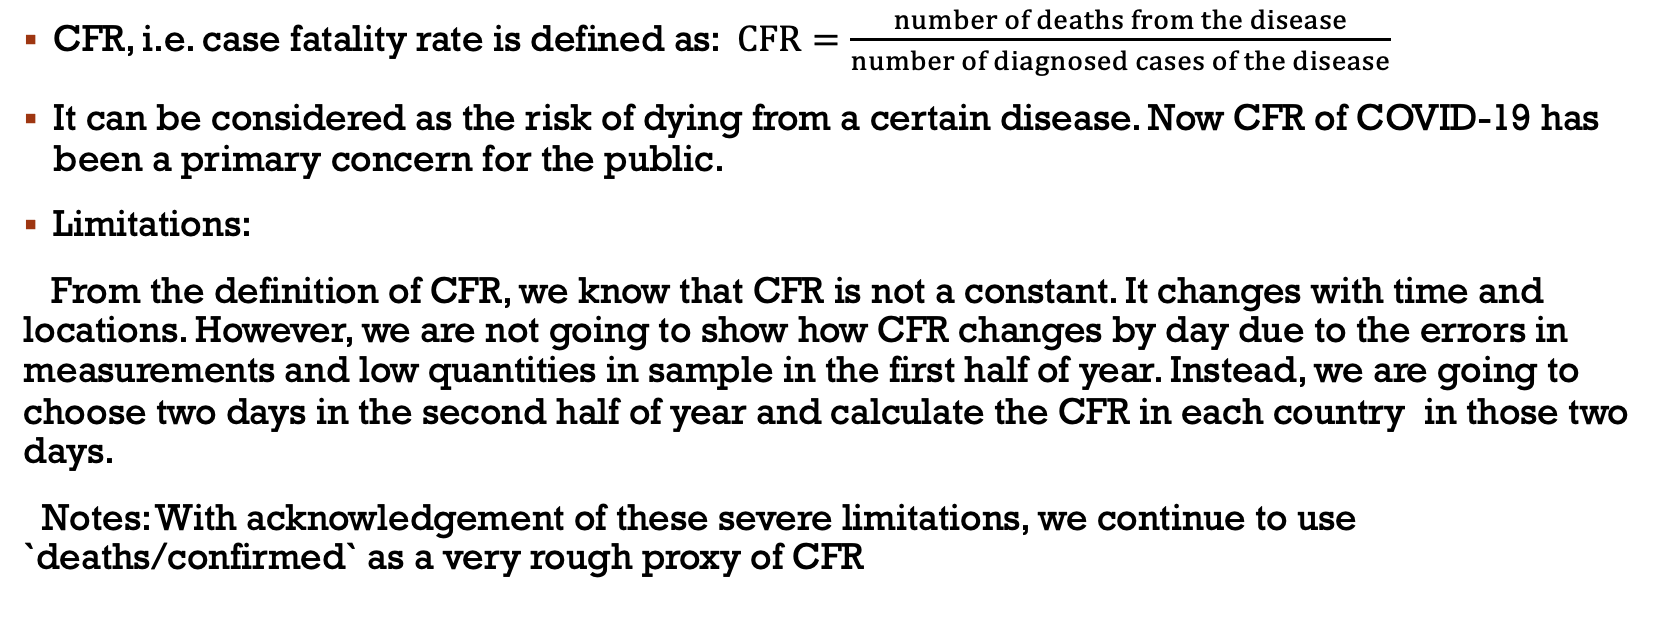 ▪ CFR, i.e. case fatality rate is defined as: CFR = number of deaths from the disease / number of diagnosed cases of the disease
▪ It can be considered as the risk of dying from a certain disease. Now CFR of COVID-19 has
been a primary concern for the public.
▪ Limitations:
From the definition of CFR, we know that CFR is not a constant. It changes with time and
locations. However, we are not going to show how CFR changes by day due to the errors in
measurements and low quantities in sample in the first half of year. Instead, we are going to
choose two days in the second half of year and calculate the CFR in each country in those two
days.
Notes: With acknowledgement of these severe limitations, we continue to use
`deaths/confirmed` as a very rough proxy of CFR